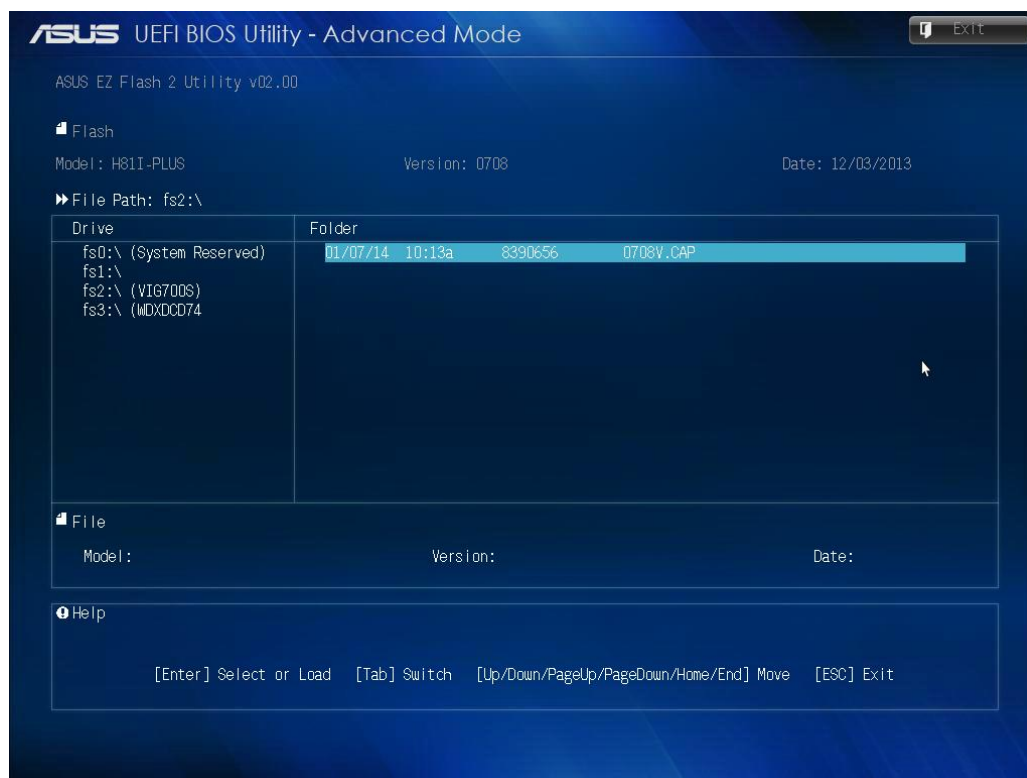 ASUS UEFI BIOS Utility - Advanced Mode
Exit
ASUS EZ Flash 2 Utility v02.00
Flash
Model: H81I-PLUS Version: 0708 Date: 12/03/2013
File Path: fs2:\
Drive Folder
fs0:\ (System Reserved) 01/07/14 10:13a 8390656 0708V.CAP
fs1:\
fs2:\ (VIG700S)
fs3:\ (WDXDCD74
File
Model: Version: Date:
Help
[Enter] Select or Load [Tab] Switch [Up/Down/PageUp/PageDown/Home/End] Move [ESC] Exit